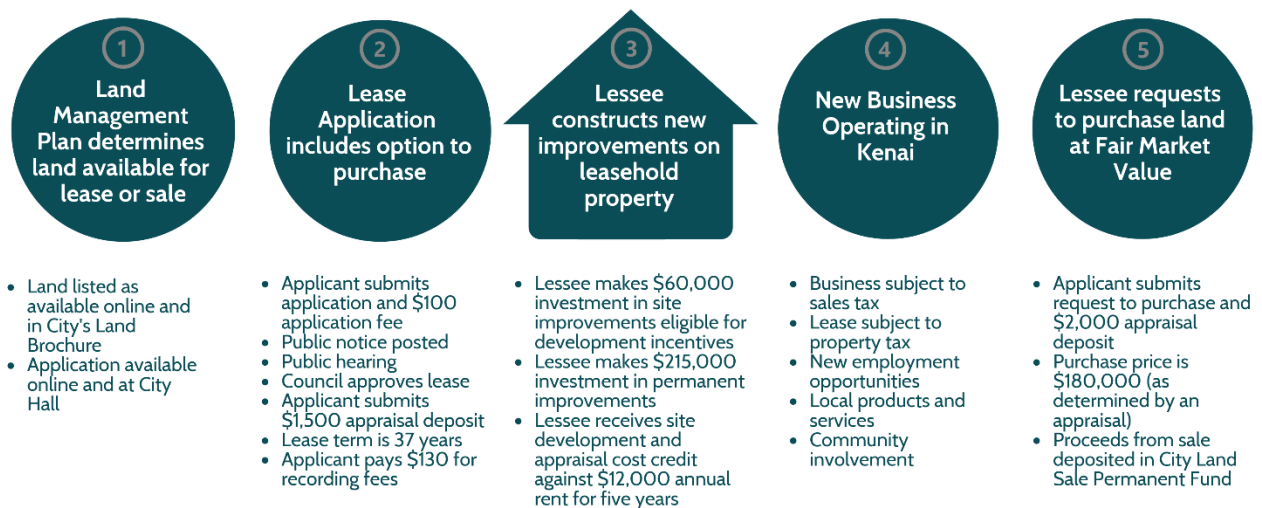 1
Land
Management
Plan determines
land available for
lease or sale
• Land listed as
available online and
in City's Land
Brochure
• Application available
online and at City
Hall
2
Lease
Application
includes option to
purchase
• Applicant submits
application and $100
application fee
• Public notice posted
• Public hearing
• Council approves lease
• Applicant submits
$1,500 appraisal deposit
• Lease term is 37 years
• Applicant pays $130 for
recording fees
3
Lessee
constructs new
improvements on
leasehold
property
• Lessee makes $60,000
investment in site
improvements eligible for
development incentives
• Lessee makes $215,000
investment in permanent
improvements
• Lessee receives site
development and
appraisal cost credit
against $12,000 annual
rent for five years
4
New Business
Operating in
Kenai
• Business subject to
sales tax
• Lease subject to
property tax
• New employment
opportunities
• Local products and
services
• Community
involvement
5
Lessee requests
to purchase land
at Fair Market
Value
• Applicant submits
request to purchase and
$2,000 appraisal
deposit
• Purchase price is
$180,000 (as
determined by an
appraisal)
• Proceeds from sale
deposited in City Land
Sale Permanent Fund